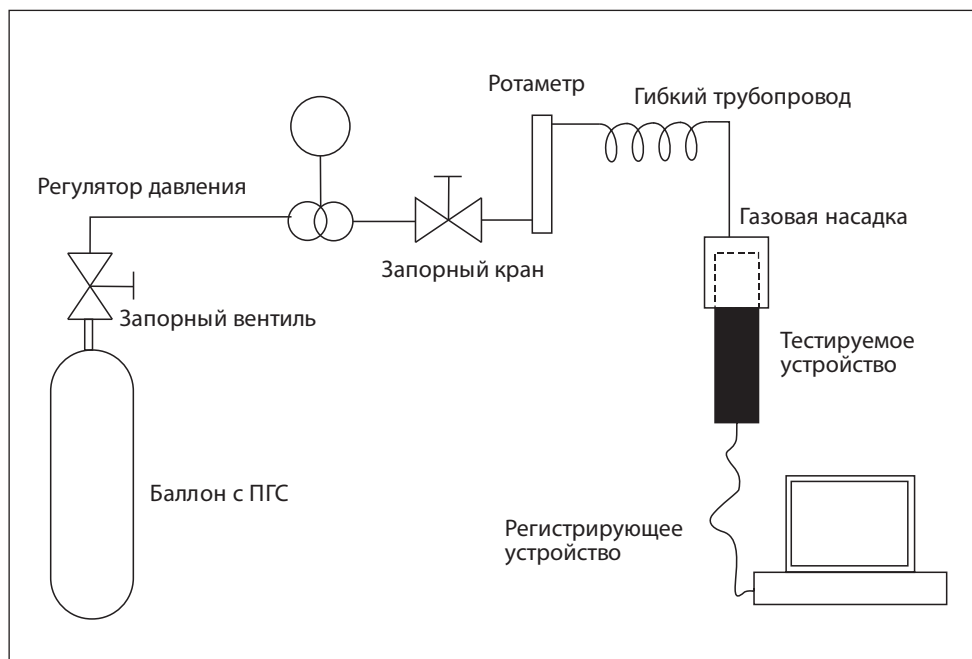 Ротаметр
Гибкий трубопровод
Регулятор давления
Газовая насадка
Запорный кран
Запорный вентиль
Тестируемое
устройство
Баллон с ПГС
Регистрирующее
устройство